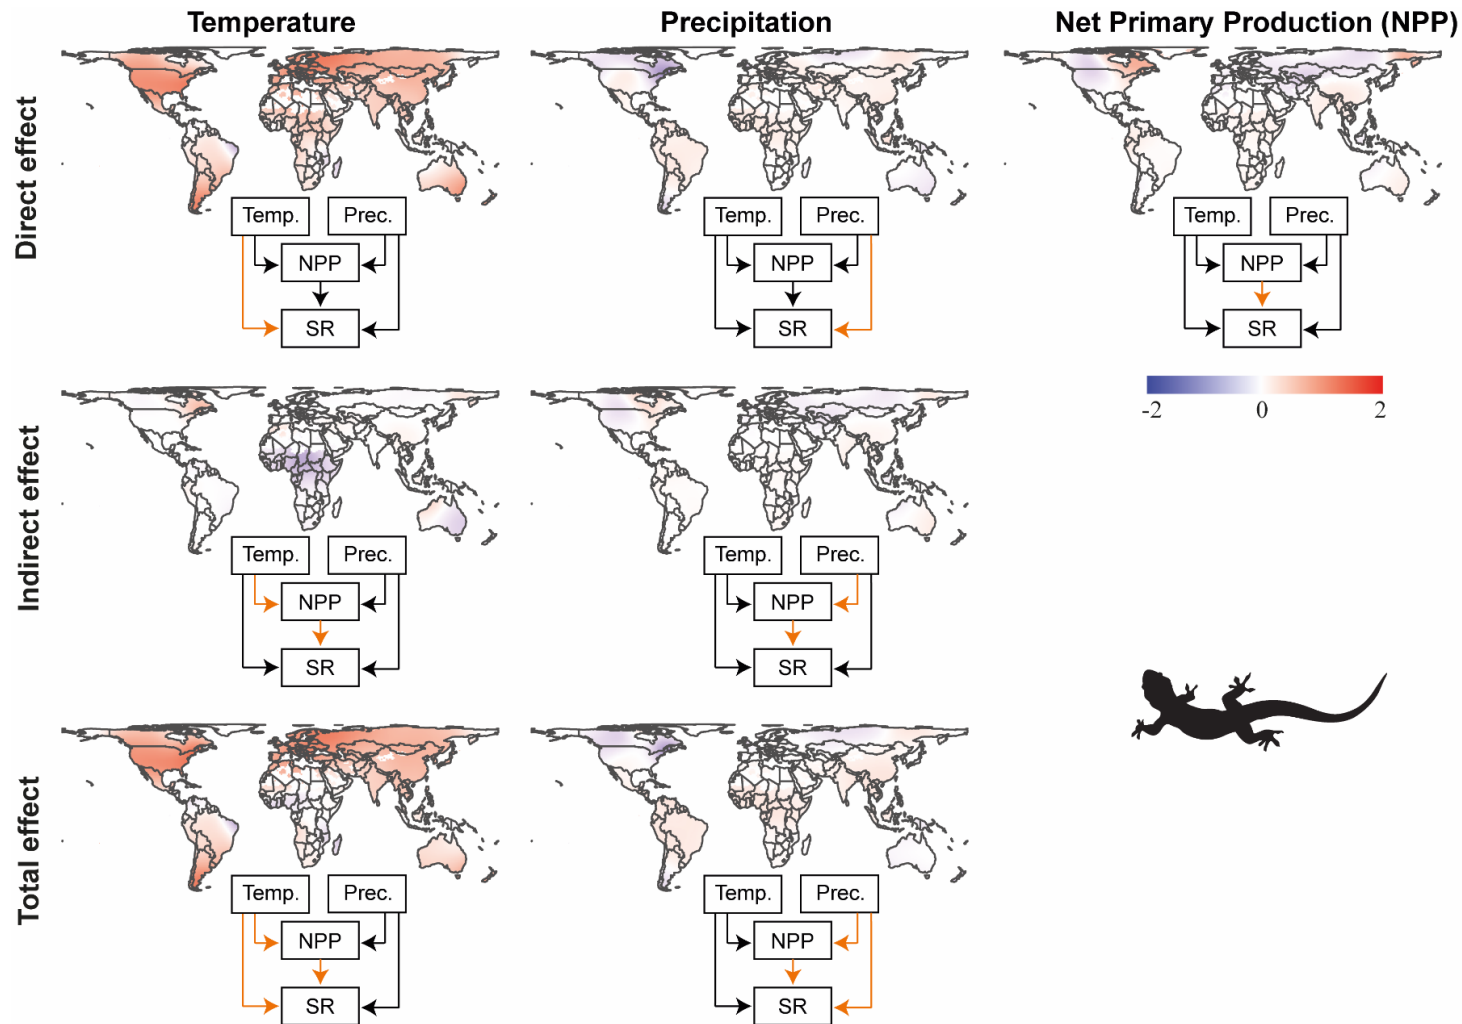 Temperature
Precipitation
Net Primary Production (NPP)
Direct effect
Temp. Prec.
NPP
SR
Temp. Prec.
NPP
SR
Temp. Prec.
NPP
SR
-2 0 2
Indirect effect
Temp. Prec.
NPP
SR
Temp. Prec.
NPP
SR
Total effect
Temp. Prec.
NPP
SR
Temp. Prec.
NPP
SR